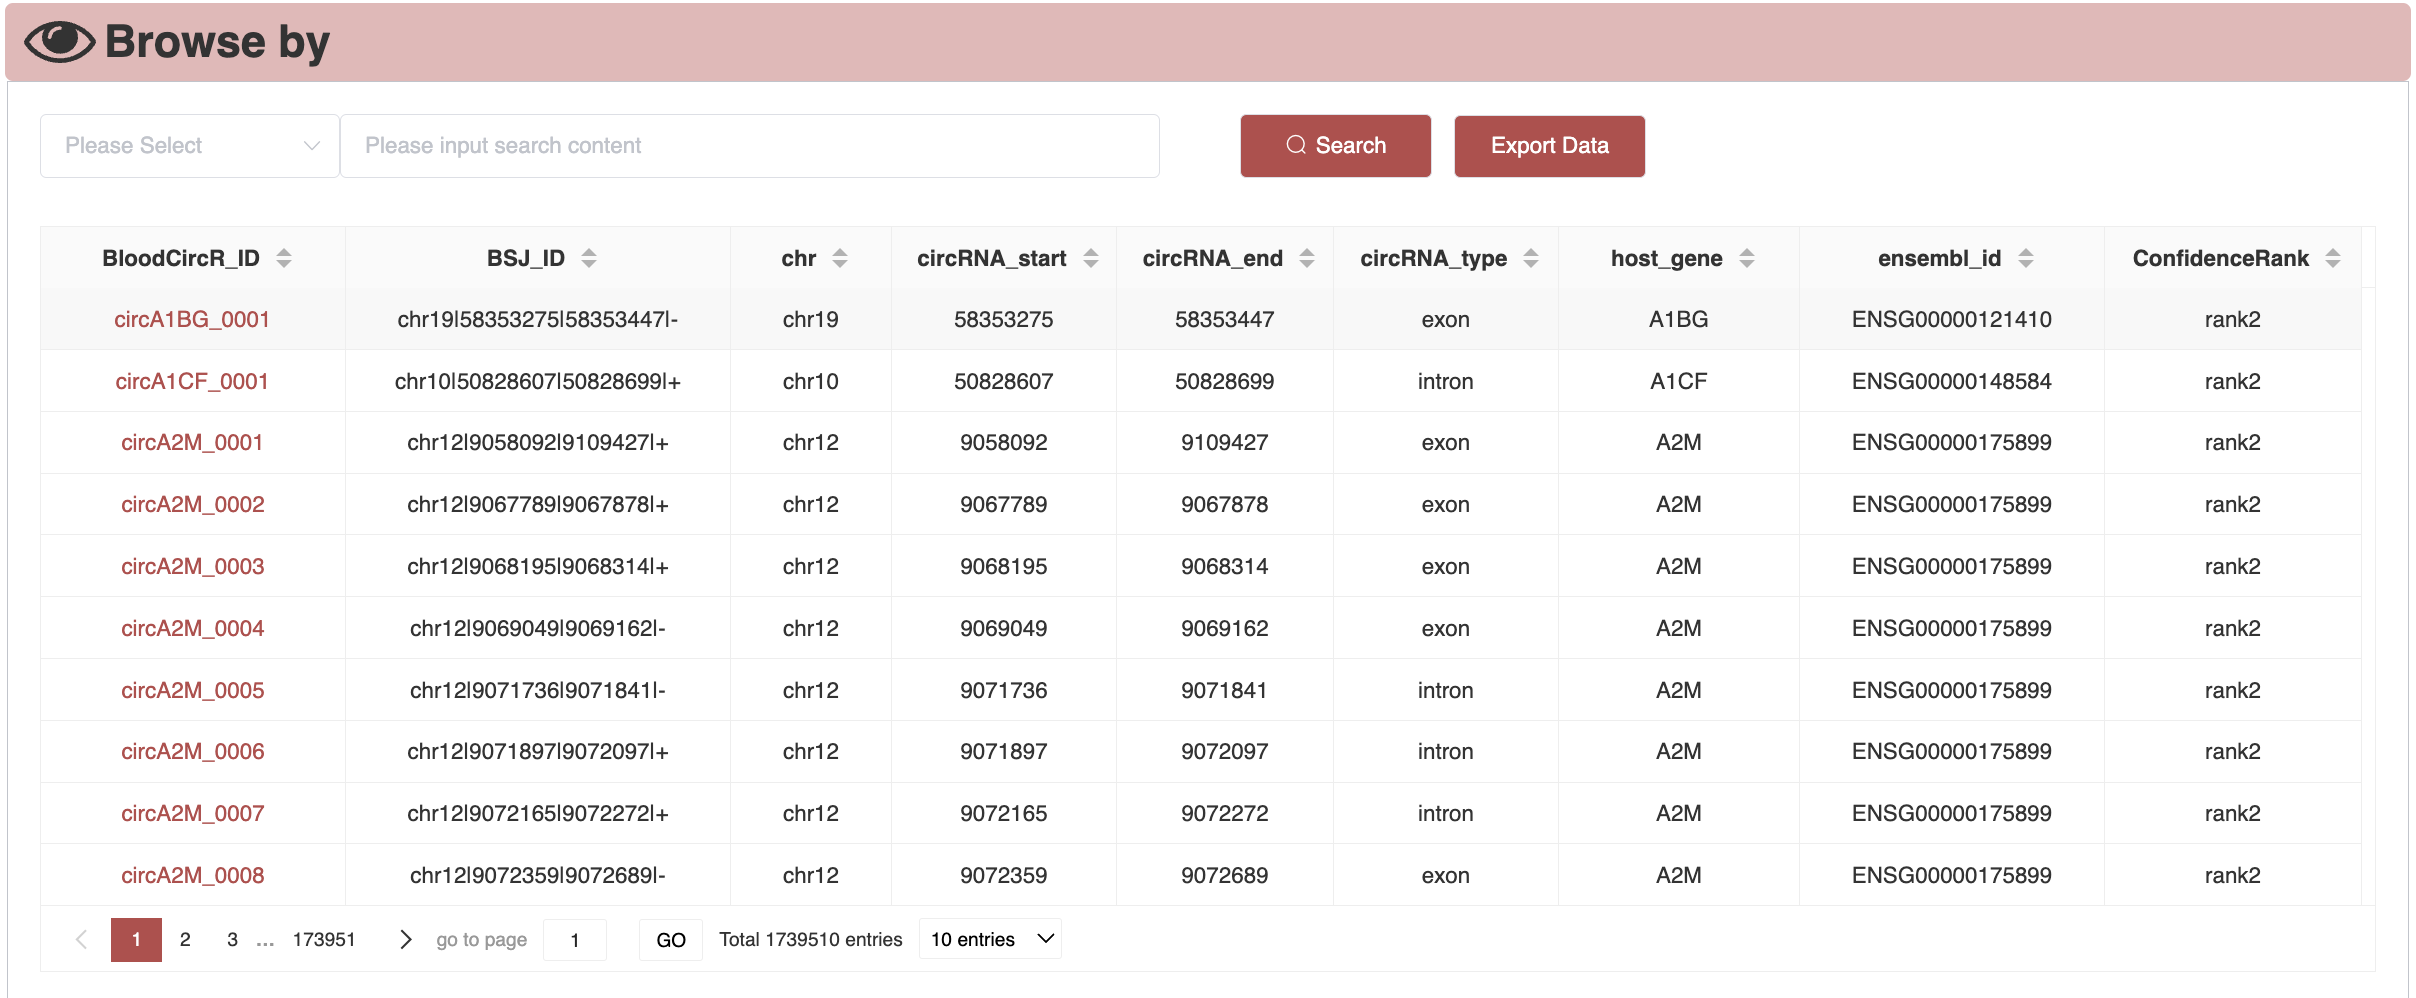 Browse by
Please Select Please input search content Search Export Data
BloodCircR_ID BSJ_ID chr circRNA_start circRNA_end circRNA_type host_gene ensembl_id ConfidenceRank
circA1BG_0001 chr19|58353275|58353447|- chr19 58353275 58353447 exon A1BG ENSG00000121410 rank2
circA1CF_0001 chr10|50828607|50828699|+ chr10 50828607 50828699 intron A1CF ENSG00000148584 rank2
circA2M_0001 chr12|9058092|9109427|+ chr12 9058092 9109427 exon A2M ENSG00000175899 rank2
circA2M_0002 chr12|9067789|9067878|+ chr12 9067789 9067878 exon A2M ENSG00000175899 rank2
circA2M_0003 chr12|9068195|9068314|+ chr12 9068195 9068314 exon A2M ENSG00000175899 rank2
circA2M_0004 chr12|9069049|9069162|- chr12 9069049 9069162 exon A2M ENSG00000175899 rank2
circA2M_0005 chr12|9071736|9071841|- chr12 9071736 9071841 intron A2M ENSG00000175899 rank2
circA2M_0006 chr12|9071897|9072097|+ chr12 9071897 9072097 intron A2M ENSG00000175899 rank2
circA2M_0007 chr12|9072165|9072272|+ chr12 9072165 9072272 intron A2M ENSG00000175899 rank2
circA2M_0008 chr12|9072359|9072689|- chr12 9072359 9072689 exon A2M ENSG00000175899 rank2
1 2 3 ... 173951 go to page 1 GO Total 1739510 entries 10 entries